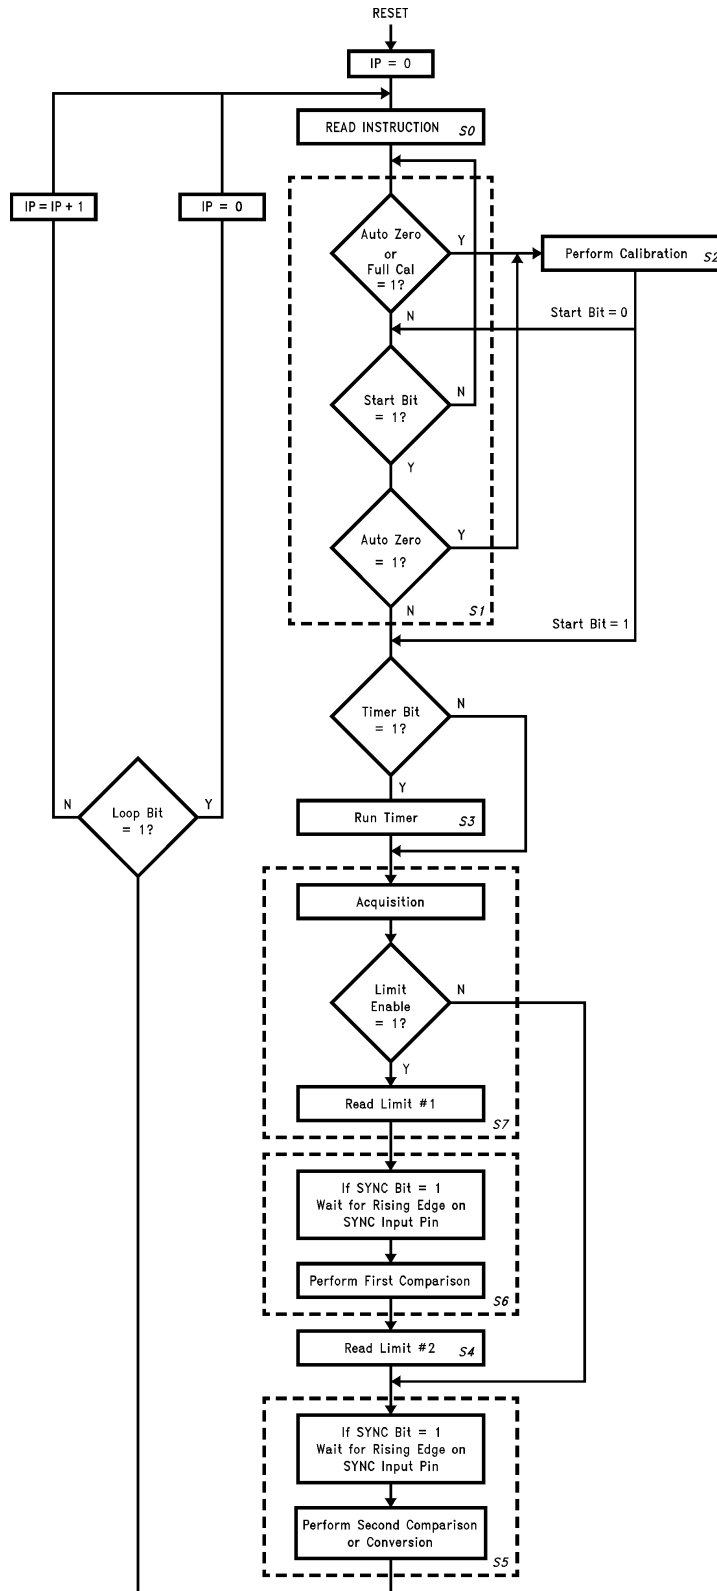 RESET
IP = 0
READ INSTRUCTION S0
IP = IP + 1
IP = 0
Auto Zero
or
Full Cal
= 1?
Y
Perform Calibration S2
N
Start Bit = 0
Start Bit
= 1?
N
Y
Auto Zero
= 1?
Y
N
S1
Start Bit = 1
Timer Bit
= 1?
N
Y
Run Timer S3
Loop Bit
= 1?
N
Y
Acquisition
Limit
Enable
= 1?
N
Y
Read Limit #1
S7
If SYNC Bit = 1
Wait for Rising Edge on
SYNC Input Pin
Perform First Comparison
S6
Read Limit #2 S4
If SYNC Bit = 1
Wait for Rising Edge on
SYNC Input Pin
Perform Second Comparison
or Conversion
S5